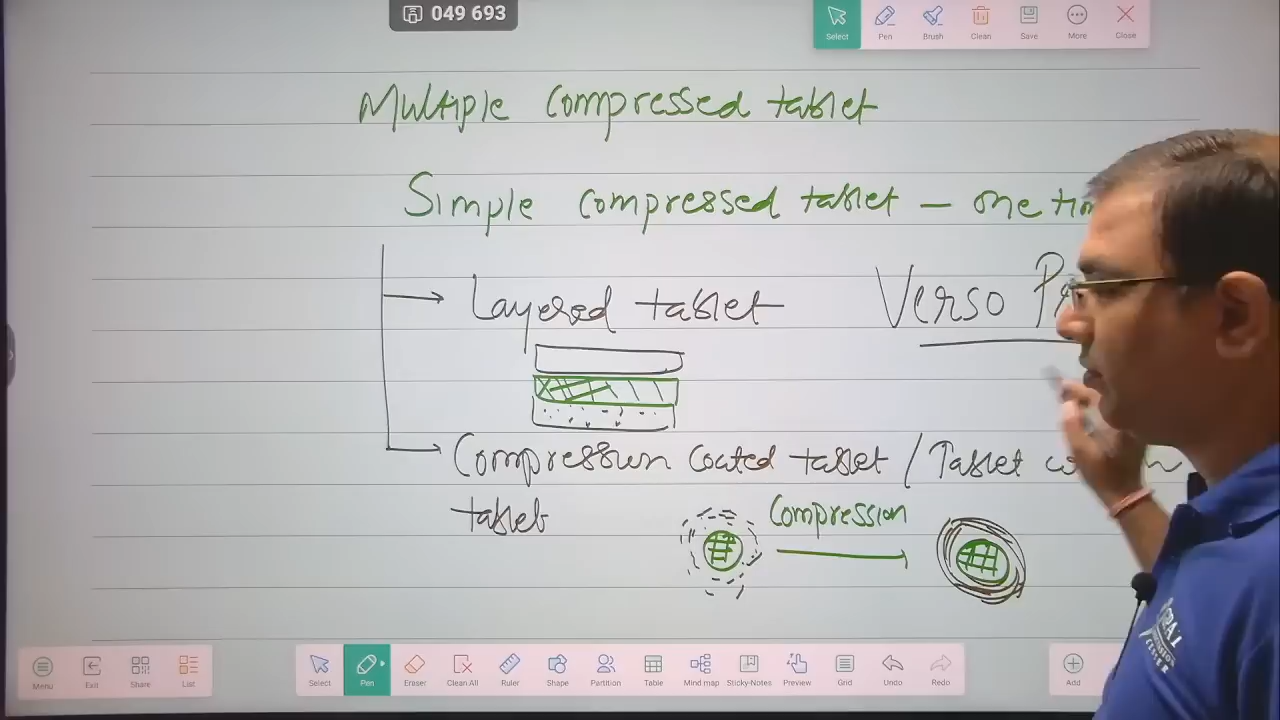 049 693
Select Pen Brush Clean Save More Close
Multiple compressed tablet
Simple compressed tablet – one
Layered tablet
Verso
Compression coated tablet / Tablet
tablet
Compression
Menu Exit Share List
Select Pen Eraser Clean All Ruler Shape Partition Table Mind map Sticky-Notes Preview Grid Undo Redo
Add